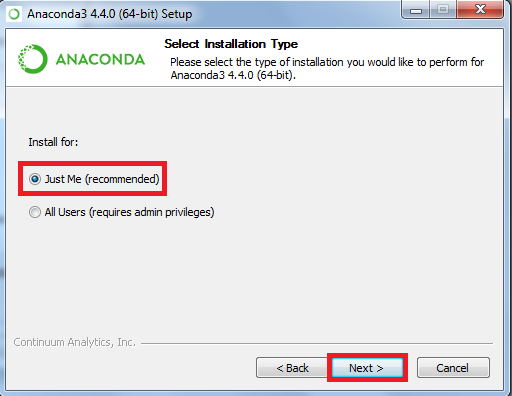 Anaconda3 4.4.0 (64-bit) Setup
ANACONDA
Select Installation Type
Please select the type of installation you would like to perform for
Anaconda3 4.4.0 (64-bit).
Install for:
Just Me (recommended)
All Users (requires admin privileges)
Continuum Analytics, Inc.
< Back Next > Cancel